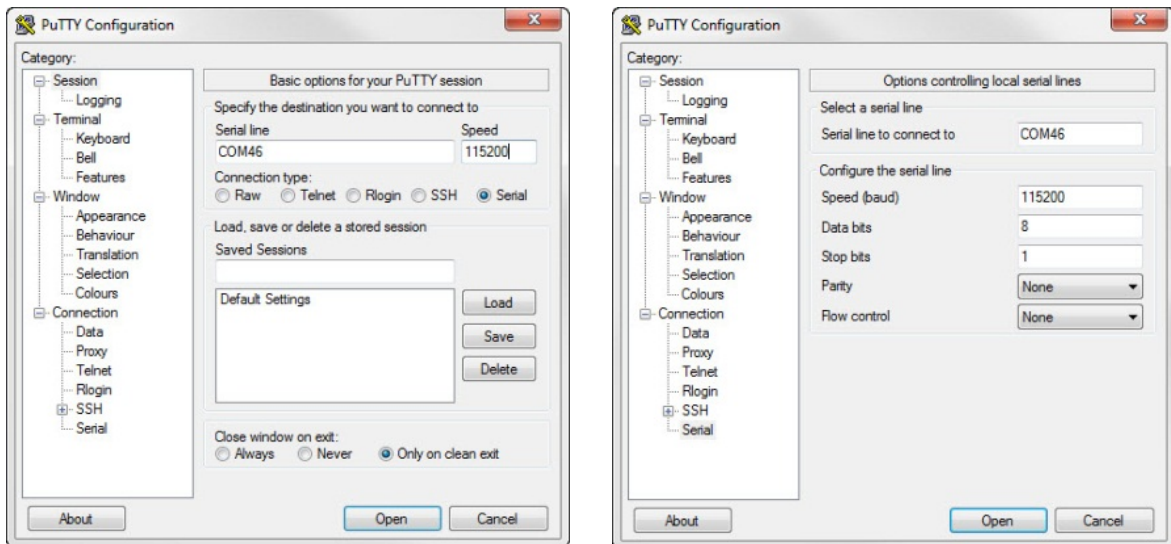 PuTTY Configuration
Category:
Session
Logging
Terminal
Keyboard
Bell
Features
Window
Appearance
Behaviour
Translation
Selection
Colours
Connection
Data
Proxy
Telnet
Rlogin
SSH
Serial
Basic options for your PuTTY session
Specify the destination you want to connect to
Serial line Speed
COM46 115200
Connection type:
Raw Telnet Rlogin SSH Serial
Load, save or delete a stored session
Saved Sessions
Default Settings
Load
Save
Delete
Close window on exit:
Always Never Only on clean exit
About Open Cancel
PuTTY Configuration
Category:
Session
Logging
Terminal
Keyboard
Bell
Features
Window
Appearance
Behaviour
Translation
Selection
Colours
Connection
Data
Proxy
Telnet
Rlogin
SSH
Serial
Options controlling local serial lines
Select a serial line
Serial line to connect to COM46
Configure the serial line
Speed (baud) 115200
Data bits 8
Stop bits 1
Parity None
Flow control None
About Open Cancel